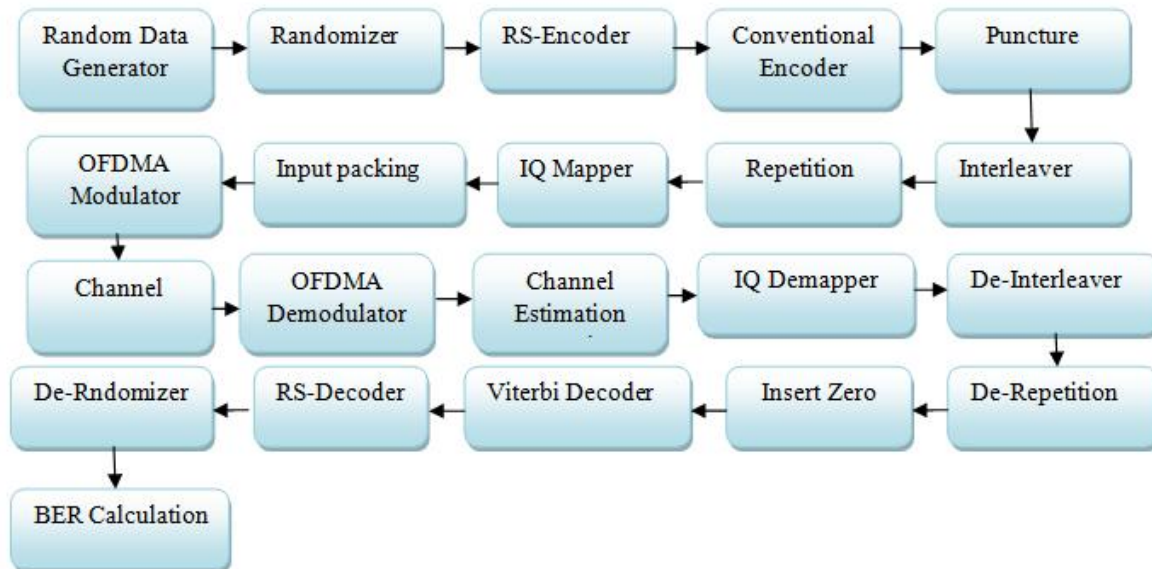 Random Data
Generator
Randomizer
RS-Encoder
Conventional
Encoder
Puncture
OFDMA
Modulator
Input packing
IQ Mapper
Repetition
Interleaver
Channel
OFDMA
Demodulator
Channel
Estimation
IQ Demapper
De-Interleaver
De-Rndomizer
RS-Decoder
Viterbi Decoder
Insert Zero
De-Repetition
BER Calculation